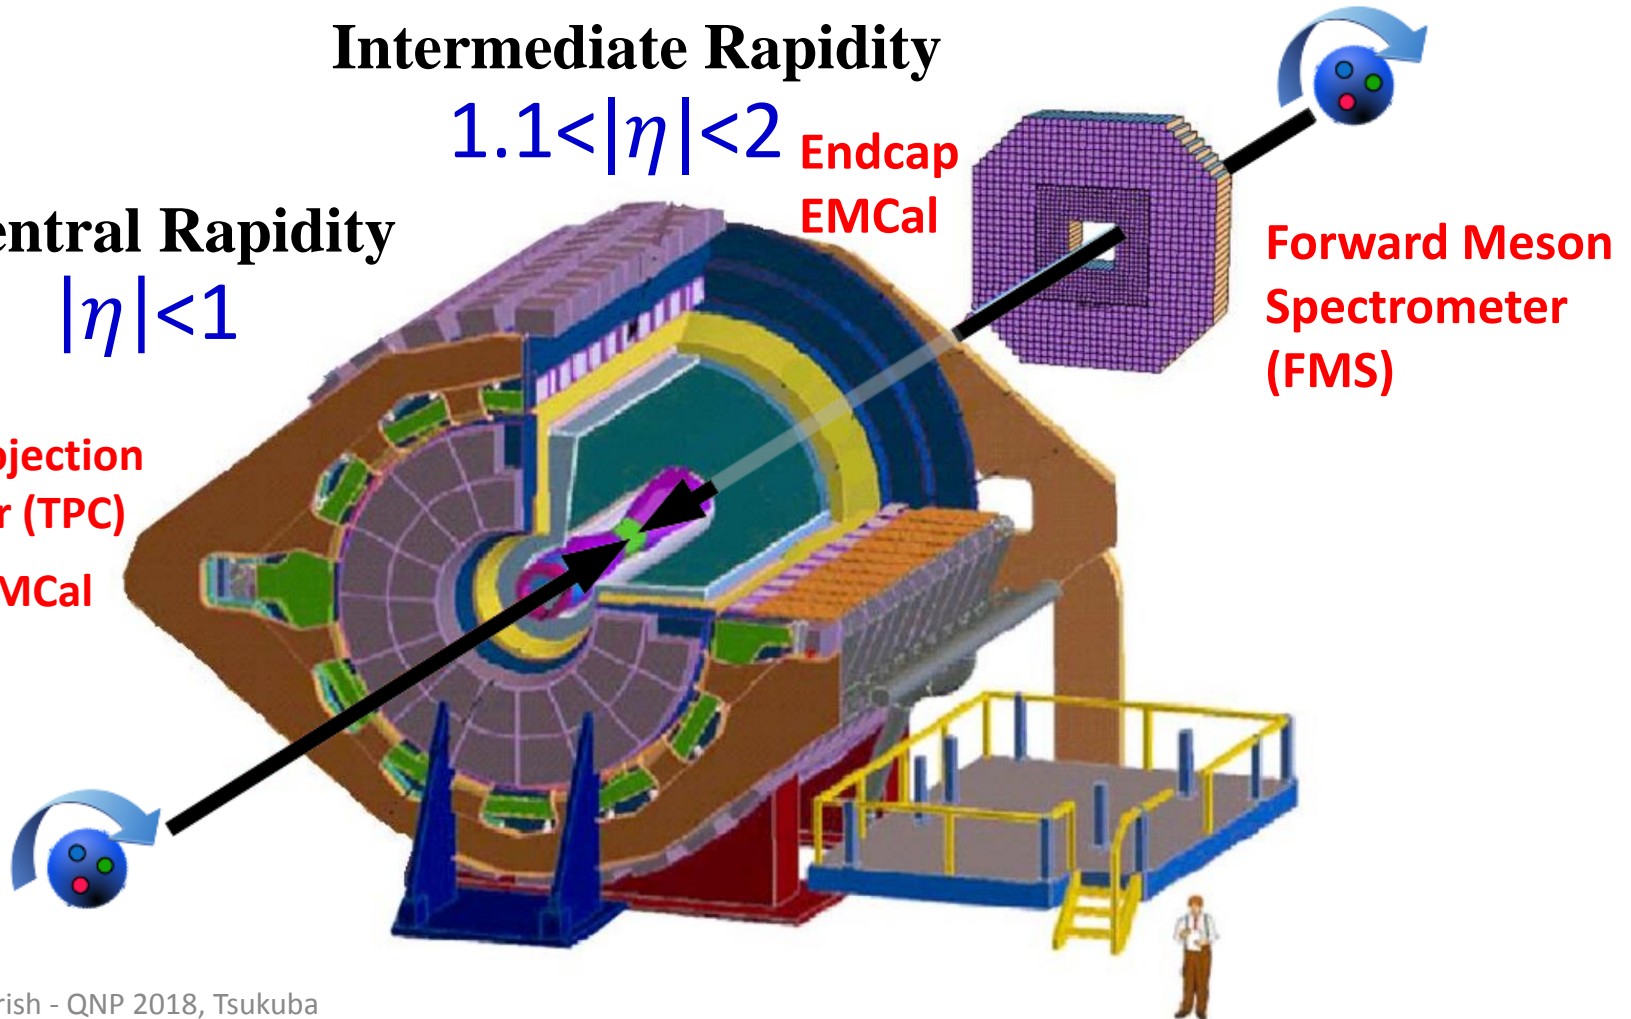 Intermediate Rapidity
1.1<|η|<2
Endcap
EMCal
entral Rapidity
|η|<1
Forward Meson
Spectrometer
(FMS)
ojection
r (TPC)
MCal
rish - QNP 2018, Tsukuba